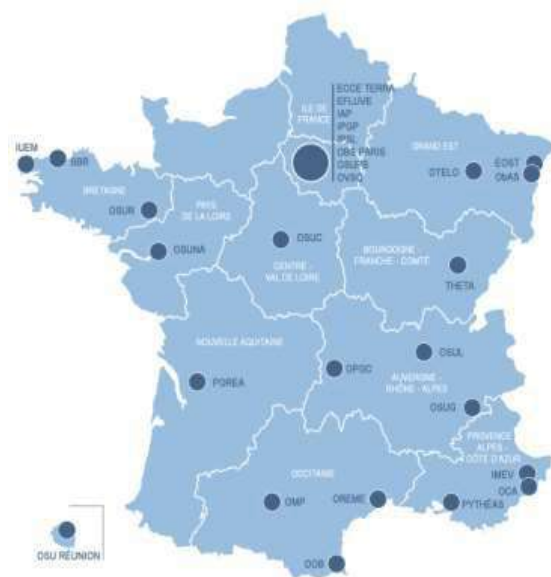 ECCE TERRA
EFLUVE
ILE DE
FRANCE
IAP
IPGP
IPSL
OBS PARIS
OVSQ
GRAND EST
IUEM
SBR
OTELO
EOST
ObAS
BRETAGNE
OSUR
PAYS
DE LA LOIRE
OSUNA
OSUC
CENTRE -
VAL DE LOIRE
BOURGOGNE -
FRANCHE - COMTÉ
THETA
NOUVELLE AQUITAINE
POREA
OPGC
OSUL
AUVERGNE -
RHÔNE - ALPES
OSUG
PROVENCE
ALPES -
CÔTE D'AZUR
OCCITANIE
IMEV
OCA
OMP
OREME
PYTHÉAS
OOB
OSU RÉUNION